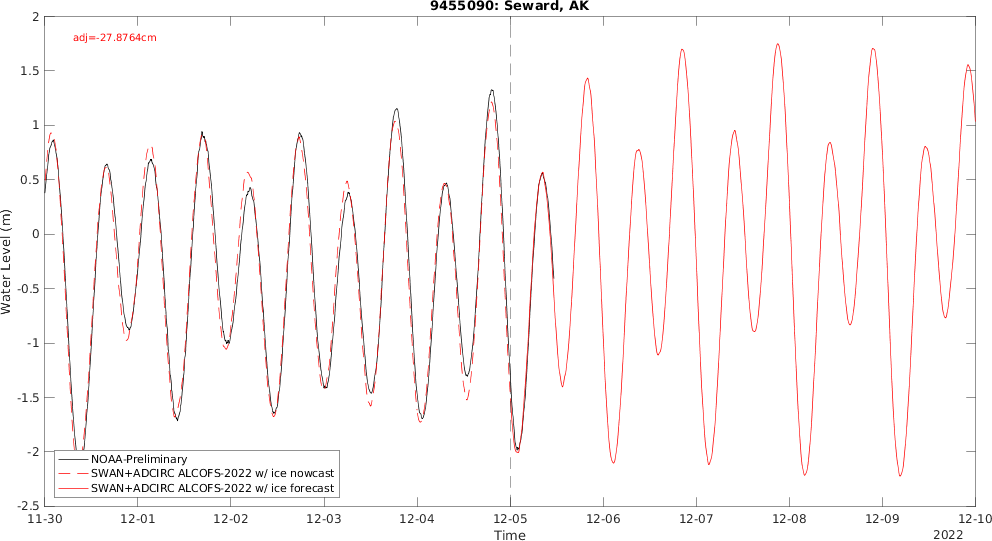 9455090: Seward, AK
adj=-27.8764cm
Water Level (m)
2
1.5
1
0.5
0
-0.5
-1
-1.5
-2
-2.5
NOAA-Preliminary
SWAN+ADCIRC ALCOFS-2022 w/ ice nowcast
SWAN+ADCIRC ALCOFS-2022 w/ ice forecast
11-30 12-01 12-02 12-03 12-04 12-05 12-06 12-07 12-08 12-09 12-10
Time
2022